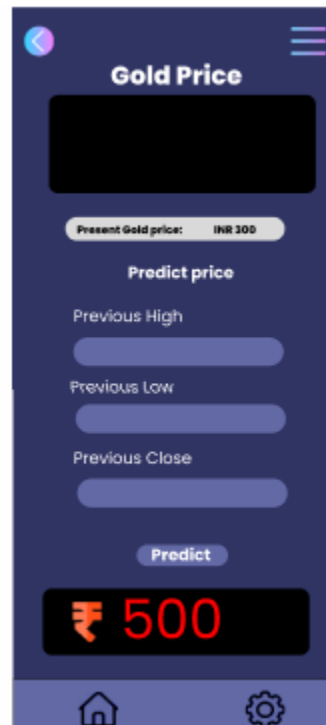 Gold Price
Present Gold price: INR 300
Predict price
Previous High
Previous Low
Previous Close
Predict
₹ 500